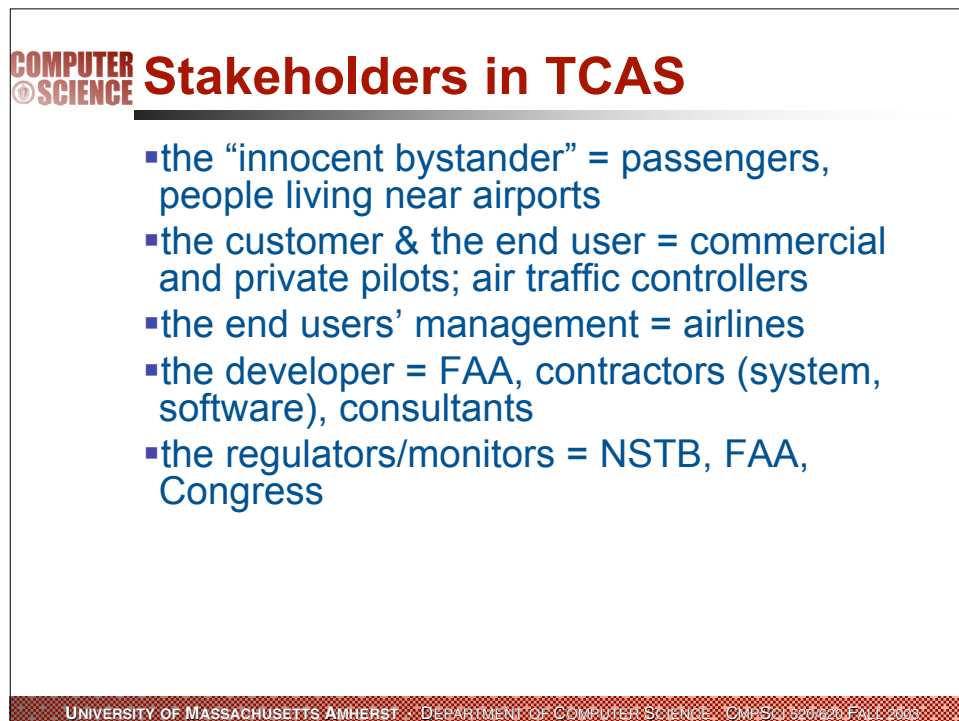 COMPUTER
SCIENCE
Stakeholders in TCAS
▪the “innocent bystander” = passengers,
people living near airports
▪the customer & the end user = commercial
and private pilots; air traffic controllers
▪the end users’ management = airlines
▪the developer = FAA, contractors (system,
software), consultants
▪the regulators/monitors = NSTB, FAA,
Congress
UNIVERSITY OF MASSACHUSETTS AMHERST • DEPARTMENT OF COMPUTER SCIENCE CMPSCI 520/620 FALL